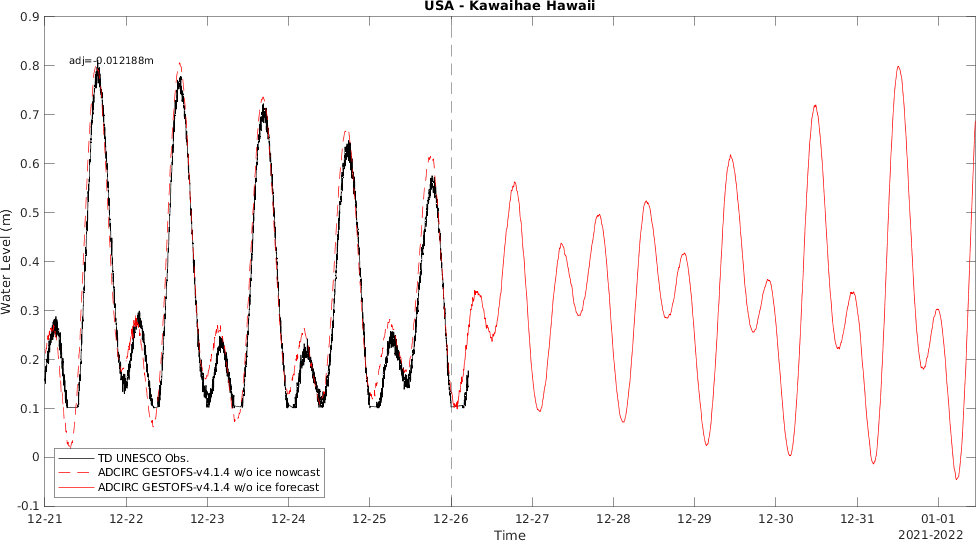 USA - Kawaihae Hawaii
0.9
0.8
0.7
0.6
0.5
0.4
0.3
0.2
0.1
0
-0.1
Water Level (m)
adj=-0.012188m
TD UNESCO Obs.
ADCIRC GESTOFS-v4.1.4 w/o ice nowcast
ADCIRC GESTOFS-v4.1.4 w/o ice forecast
12-21 12-22 12-23 12-24 12-25 12-26 12-27 12-28 12-29 12-30 12-31 01-01
Time
2021-2022